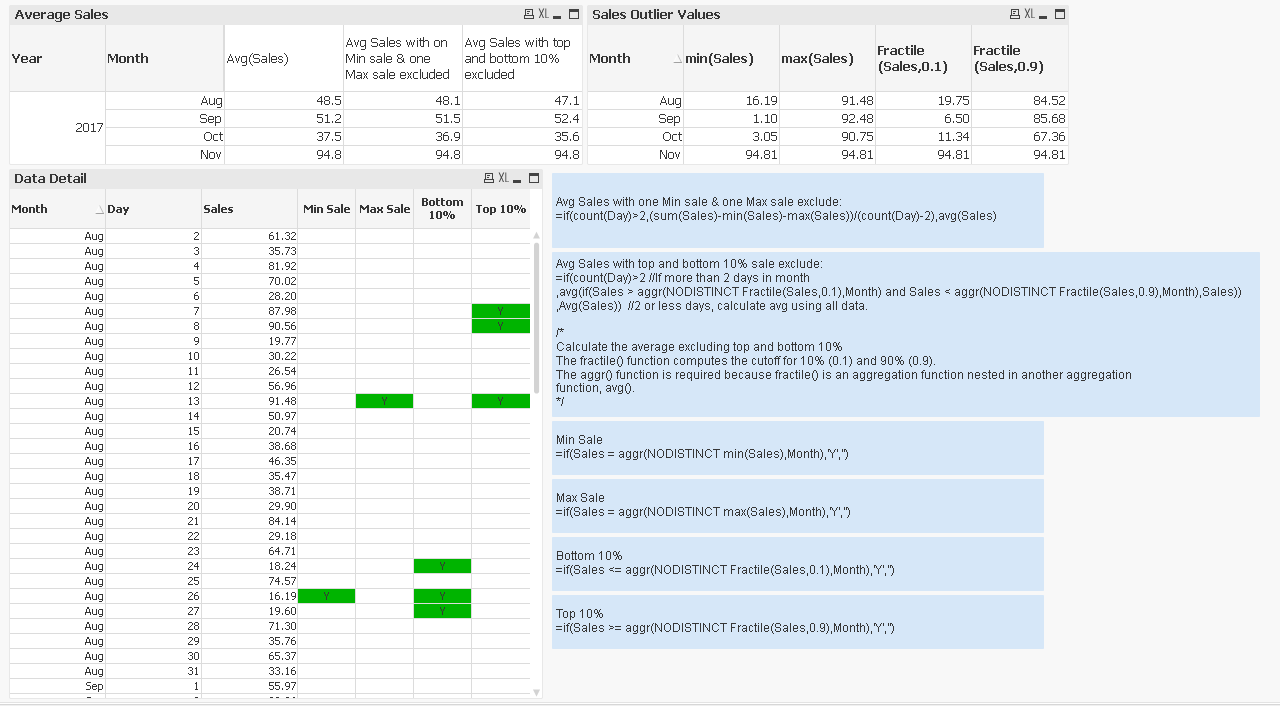 Average Sales XL
Year Month Avg(Sales) Avg Sales with on Min sale & one Max sale excluded Avg Sales with top and bottom 10% excluded
2017
Aug 48.5 48.1 47.1
Sep 51.2 51.5 52.4
Oct 37.5 36.9 35.6
Nov 94.8 94.8 94.8
Sales Outlier Values XL
Month min(Sales) max(Sales) Fractile (Sales,0.1) Fractile (Sales,0.9)
Aug 16.19 91.48 19.75 84.52
Sep 1.10 92.48 6.50 85.68
Oct 3.05 90.75 11.34 67.36
Nov 94.81 94.81 94.81 94.81
Data Detail XL
Month Day Sales Min Sale Max Sale Bottom 10% Top 10%
Aug 2 61.32
Aug 3 35.73
Aug 4 81.92
Aug 5 70.02
Aug 6 28.20
Aug 7 87.98 Y
Aug 8 90.56 Y
Aug 9 19.77
Aug 10 30.22
Aug 11 26.54
Aug 12 56.96
Aug 13 91.48 Y Y
Aug 14 50.97
Aug 15 20.74
Aug 16 38.68
Aug 17 46.35
Aug 18 35.47
Aug 19 38.71
Aug 20 29.90
Aug 21 84.14
Aug 22 29.18
Aug 23 64.71
Aug 24 18.24 Y
Aug 25 74.57
Aug 26 16.19 Y Y
Aug 27 19.60 Y
Aug 28 71.30
Aug 29 35.76
Aug 30 65.37
Aug 31 33.16
Sep 1 55.97
Avg Sales with one Min sale & one Max sale exclude:
=if(count(Day)>2,(sum(Sales)-min(Sales)-max(Sales))/(count(Day)-2),avg(Sales)
Avg Sales with top and bottom 10% sale exclude:
=if(count(Day)>2 //If more than 2 days in month
,avg(if(Sales > aggr(NODISTINCT Fractile(Sales,0.1),Month) and Sales < aggr(NODISTINCT Fractile(Sales,0.9),Month),Sales))
,Avg(Sales)) //2 or less days, calculate avg using all data.
/*
Calculate the average excluding top and bottom 10%
The fractile() function computes the cutoff for 10% (0.1) and 90% (0.9).
The aggr() function is required because fractile() is an aggregation function nested in another aggregation
function, avg().
*/
Min Sale
=if(Sales = aggr(NODISTINCT min(Sales),Month),'Y','')
Max Sale
=if(Sales = aggr(NODISTINCT max(Sales),Month),'Y','')
Bottom 10%
=if(Sales <= aggr(NODISTINCT Fractile(Sales,0.1),Month),'Y','')
Top 10%
=if(Sales >= aggr(NODISTINCT Fractile(Sales,0.9),Month),'Y','')